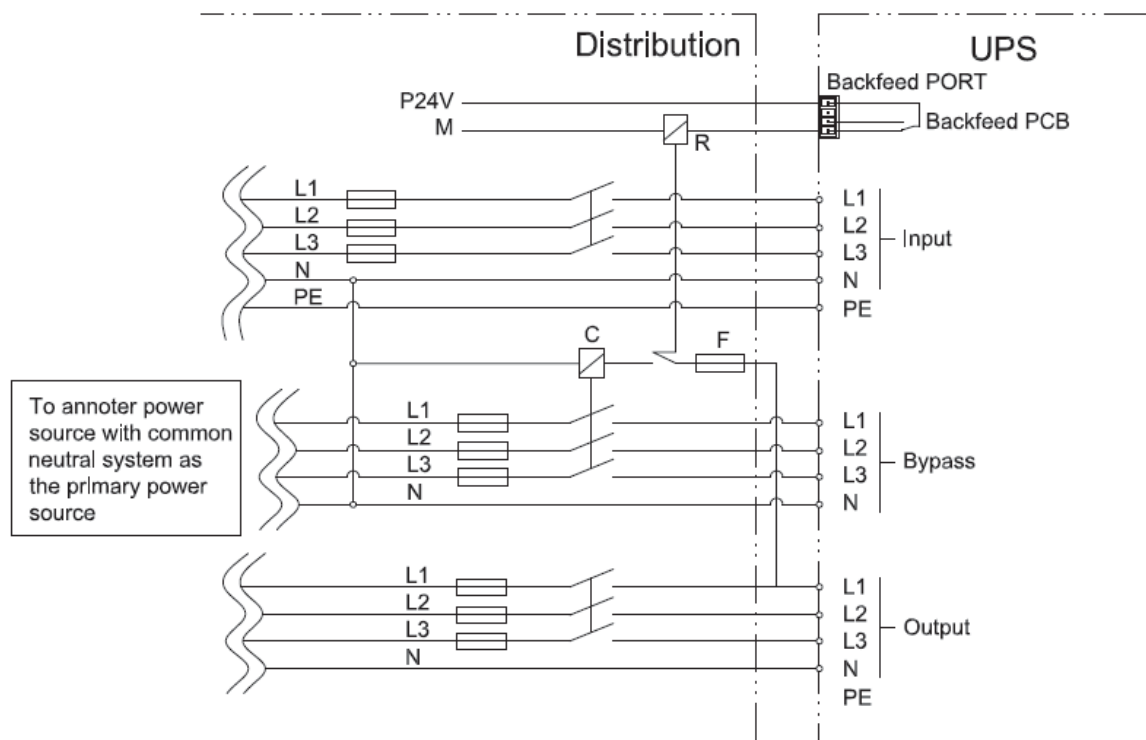 Distribution
UPS
Backfeed PORT
P24V
M
R
Backfeed PCB
L1
L2
L3
N
PE
L1
L2
L3
N
PE
Input
C
F
To annoter power
source with common
neutral system as
the primary power
source
L1
L2
L3
N
L1
L2
L3
N
Bypass
L1
L2
L3
N
L1
L2
L3
N
PE
Output